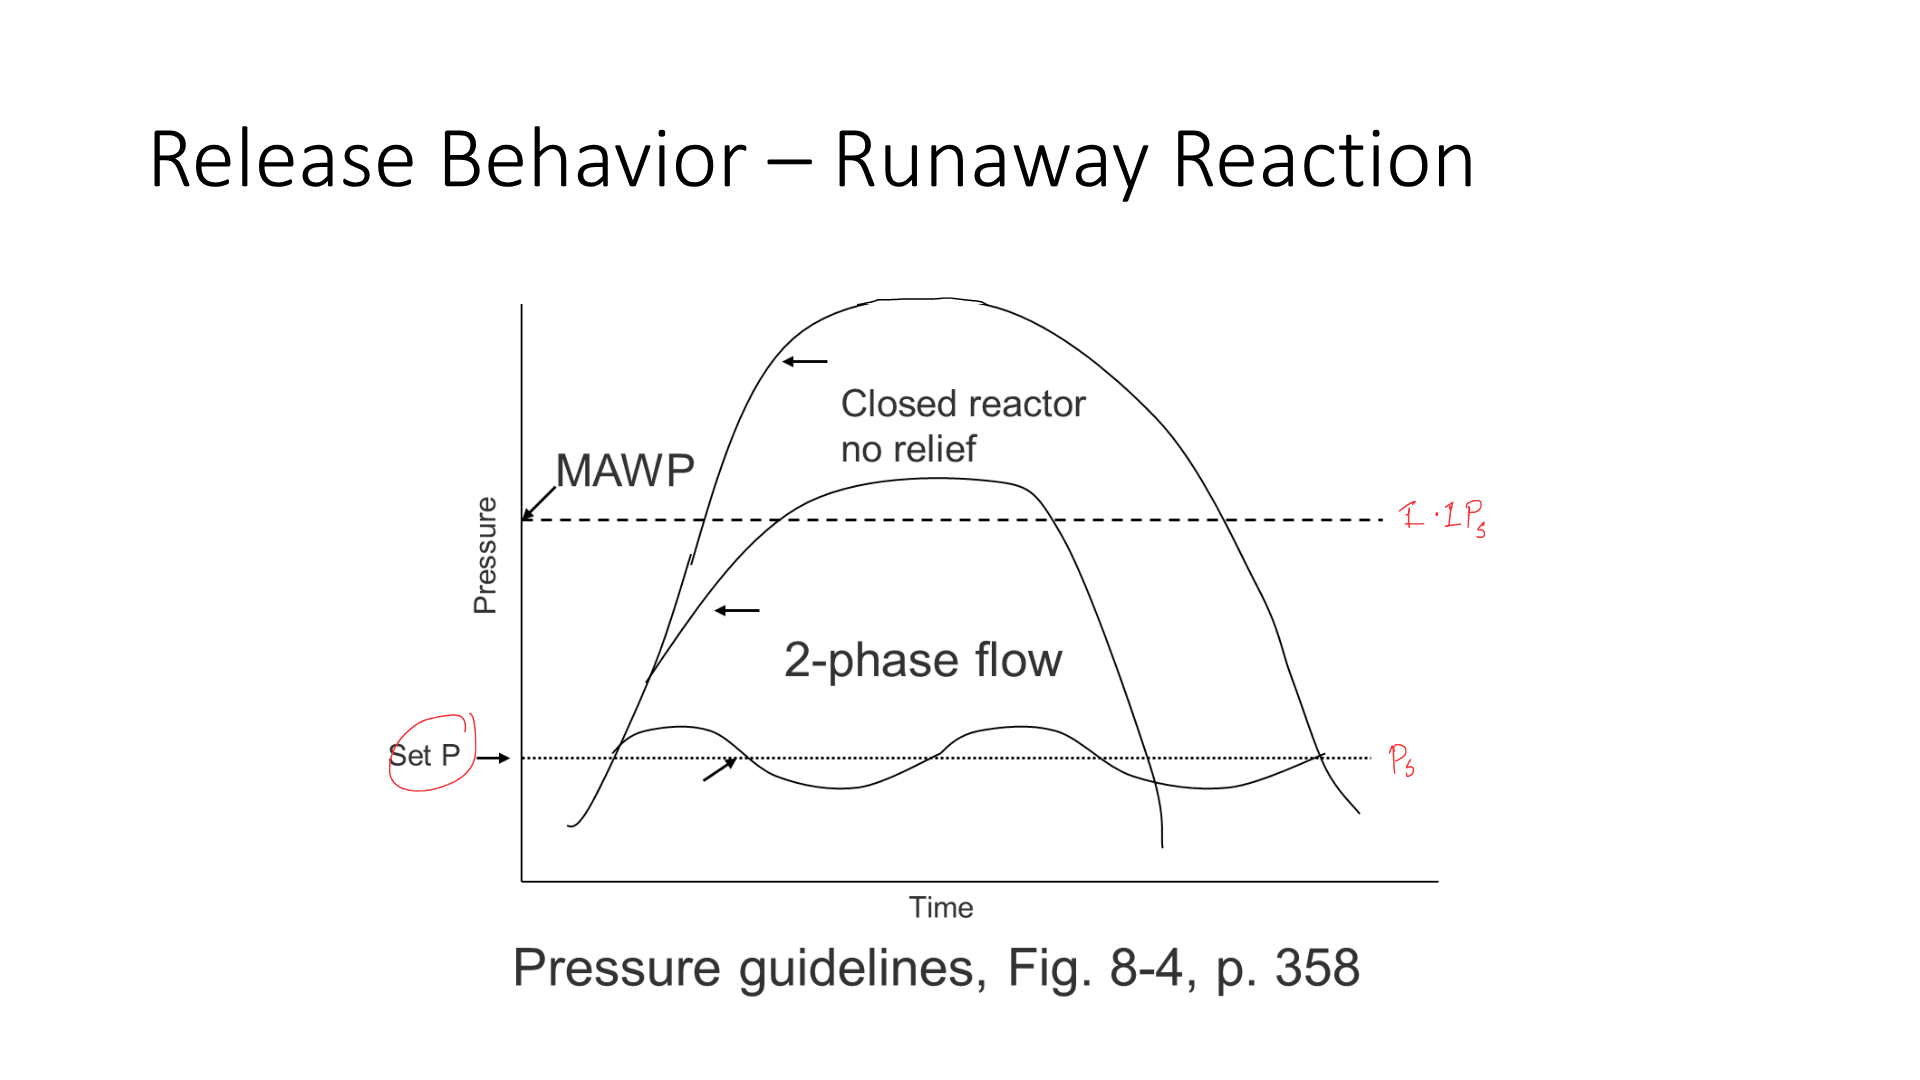 Release Behavior – Runaway Reaction
Closed reactor
no relief
MAWP
Pressure
1.1Ps
2-phase flow
Set P
Ps
Time
Pressure guidelines, Fig. 8-4, p. 358